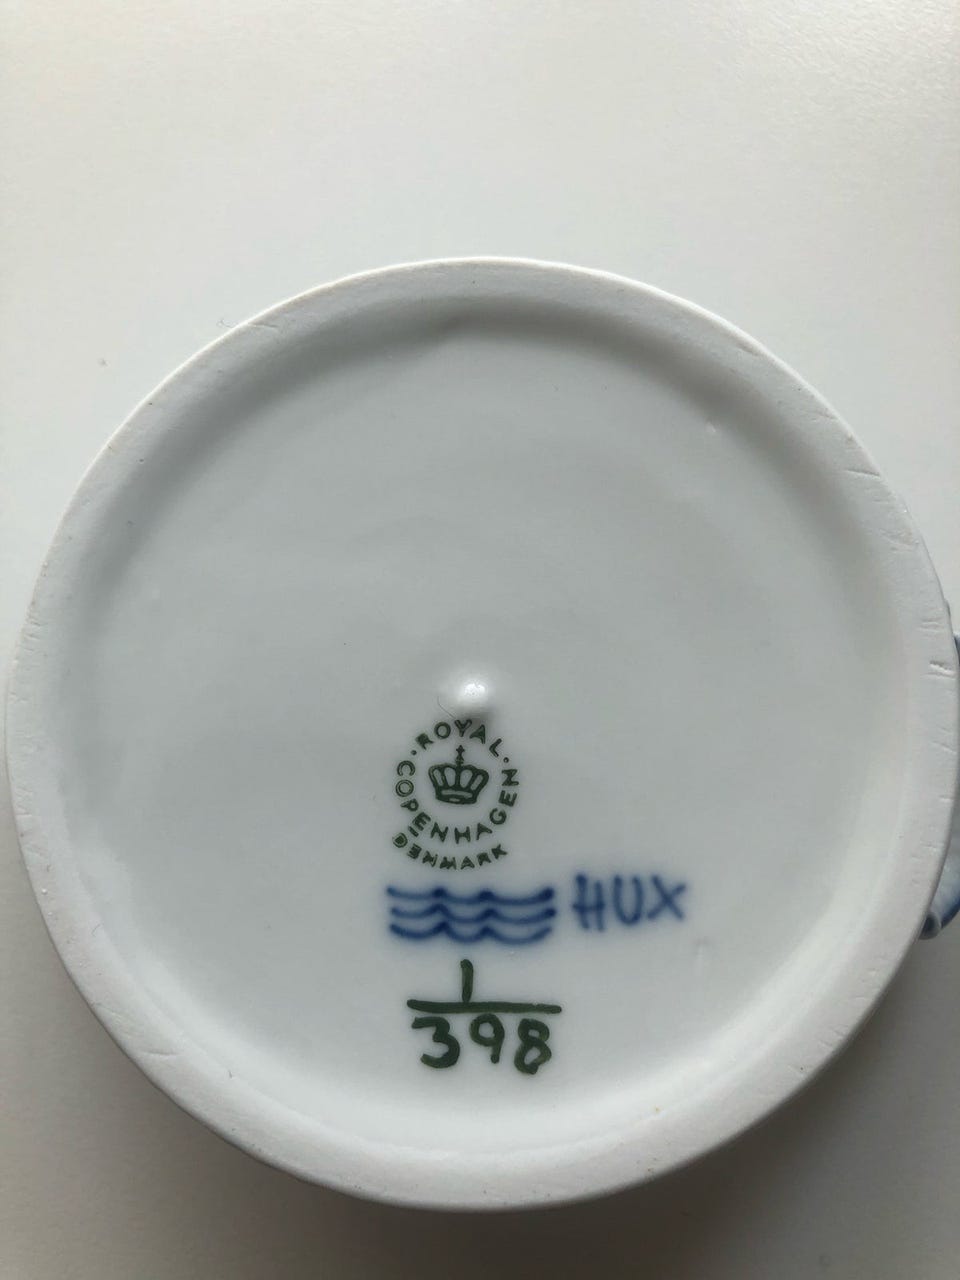 ROYAL
COPENHAGEN
DENMARK
HUX
1
398